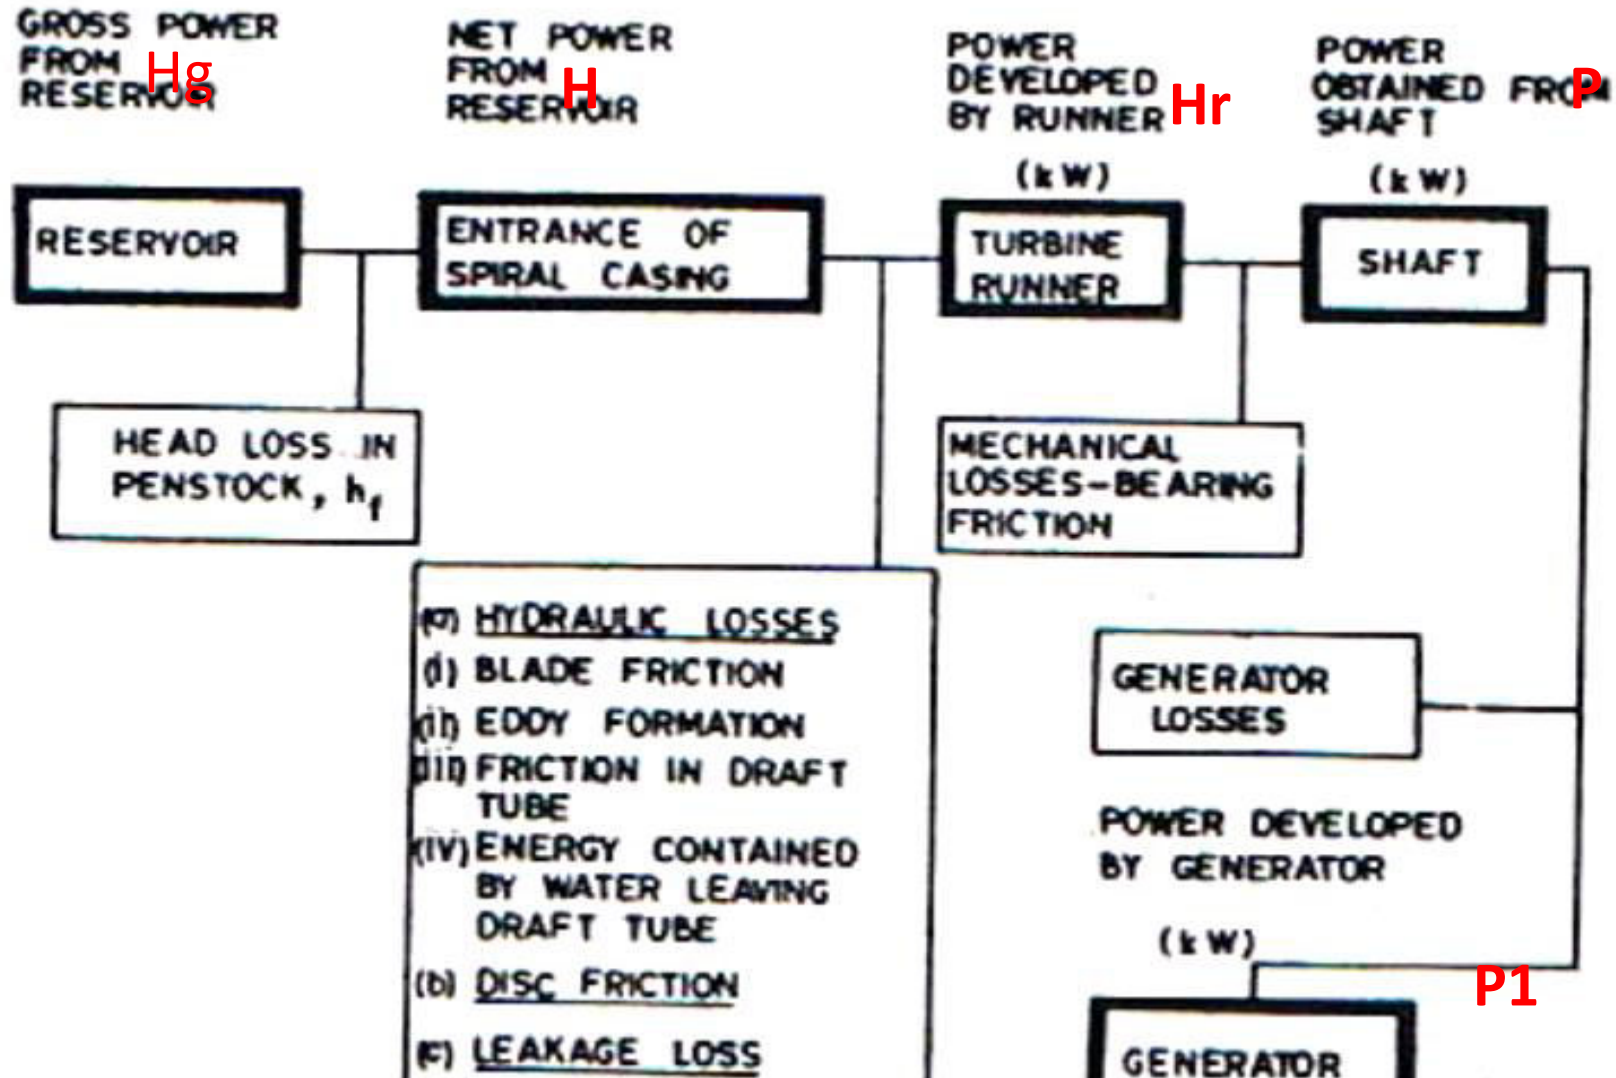 GROSS POWER
FROM
RESERVOIR
Hg
NET POWER
FROM
RESERVOIR
H
POWER
DEVELOPED
BY RUNNER
Hr
(kW)
POWER
OBTAINED FROM
SHAFT
P
(kW)
RESERVOIR
ENTRANCE OF
SPIRAL CASING
TURBINE
RUNNER
SHAFT
HEAD LOSS IN
PENSTOCK, hf
MECHANICAL
LOSSES-BEARING
FRICTION
(a) HYDRAULIC LOSSES
(i) BLADE FRICTION
(ii) EDDY FORMATION
(iii) FRICTION IN DRAFT
TUBE
(iv) ENERGY CONTAINED
BY WATER LEAVING
DRAFT TUBE
(b) DISC FRICTION
(c) LEAKAGE LOSS
GENERATOR
LOSSES
POWER DEVELOPED
BY GENERATOR
(kW)
P1
GENERATOR